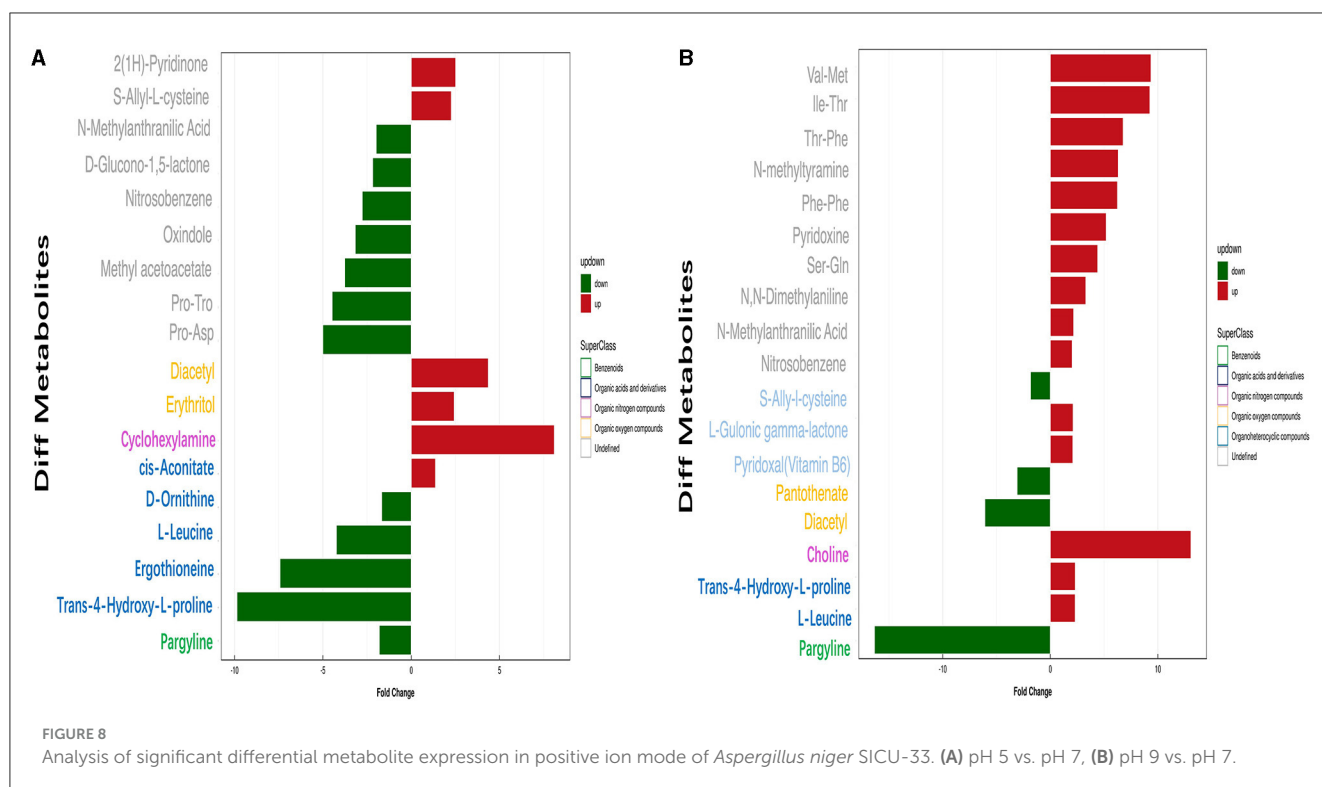 A
Diff Metabolites
2(1H)-Pyridinone
S-Allyl-L-cysteine
N-Methylanthranilic Acid
D-Glucono-1,5-lactone
Nitrosobenzene
Oxindole
Methyl acetoacetate
Pro-Tro
Pro-Asp
Diacetyl
Erythritol
Cyclohexylamine
cis-Aconitate
D-Ornithine
L-Leucine
Ergothioneine
Trans-4-Hydroxy-L-proline
Pargyline
-10 -5 0 5
Fold Change
updown
down
up
SuperClass
Benzenoids
Organic acids and derivatives
Organic nitrogen compounds
Organic oxygen compounds
Undefined
B
Diff Metabolites
Val-Met
Ile-Thr
Thr-Phe
N-methyltyramine
Phe-Phe
Pyridoxine
Ser-Gln
N,N-Dimethylaniline
N-Methylanthranilic Acid
Nitrosobenzene
S-Ally-l-cysteine
L-Gulonic gamma-lactone
Pyridoxal(Vitamin B6)
Pantothenate
Diacetyl
Choline
Trans-4-Hydroxy-L-proline
L-Leucine
Pargyline
-10 0 10
Fold Change
updown
down
up
SuperClass
Benzenoids
Organic acids and derivatives
Organic nitrogen compounds
Organic oxygen compounds
Organoheterocyclic compounds
Undefined
FIGURE 8
Analysis of significant differential metabolite expression in positive ion mode of Aspergillus niger SICU-33. (A) pH 5 vs. pH 7, (B) pH 9 vs. pH 7.